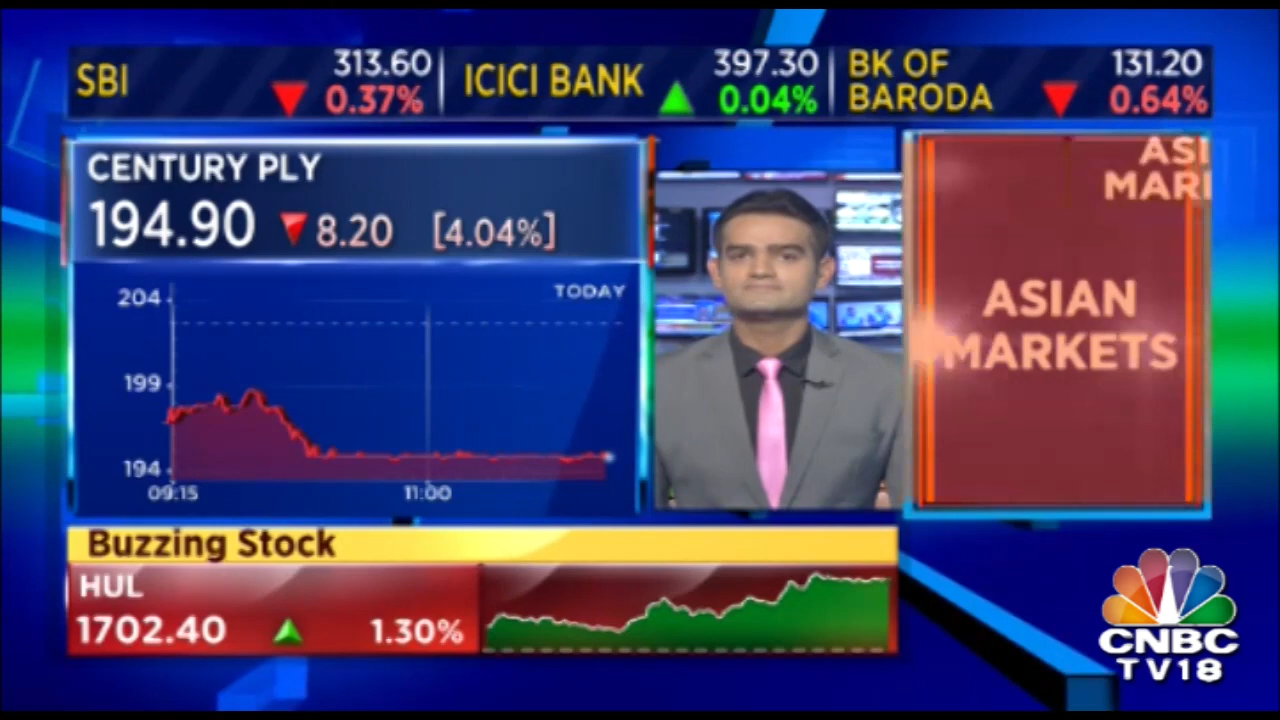 SBI
313.60
0.37%
ICICI BANK
397.30
0.04%
BK OF
BARODA
131.20
0.64%
CENTURY PLY
194.90 8.20 [4.04%]
TODAY
204
199
194
09:15 11:00
ASI
MARI
ASIAN
MARKETS
Buzzing Stock
HUL
1702.40 1.30%
CNBC
TV18